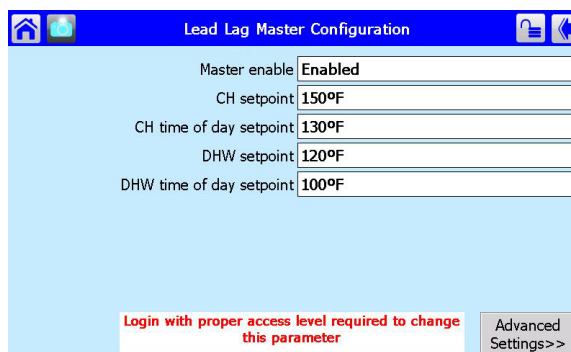 Lead Lag Master Configuration
Master enable Enabled
CH setpoint 150ºF
CH time of day setpoint 130ºF
DHW setpoint 120ºF
DHW time of day setpoint 100ºF
Login with proper access level required to change
this parameter
Advanced
Settings>>